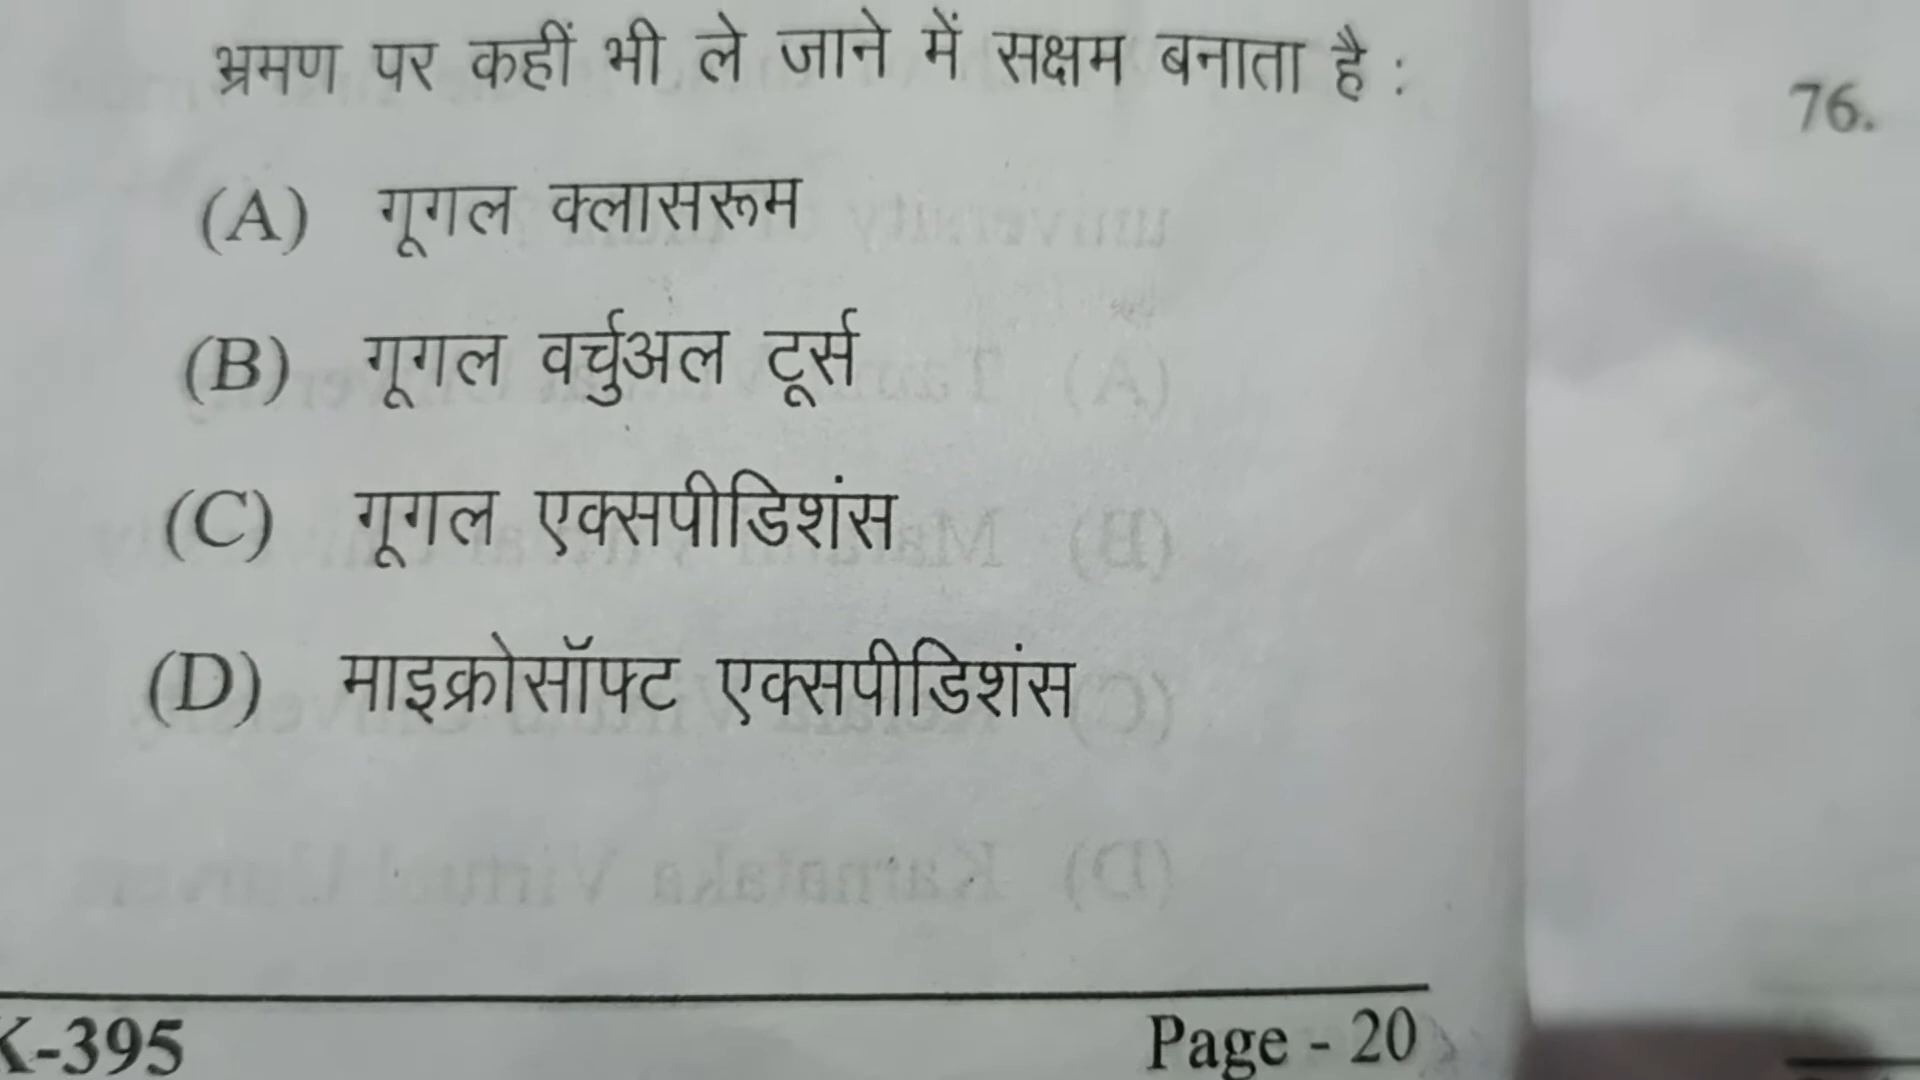 भ्रमण पर कहीं भी ले जाने में सक्षम बनाता है :
(A) गूगल क्लासरूम
(B) गूगल वर्चुअल टूर्स
(C) गूगल एक्सपीडिशंस
(D) माइक्रोसॉफ्ट एक्सपीडिशंस
K-395
Page - 20
76.